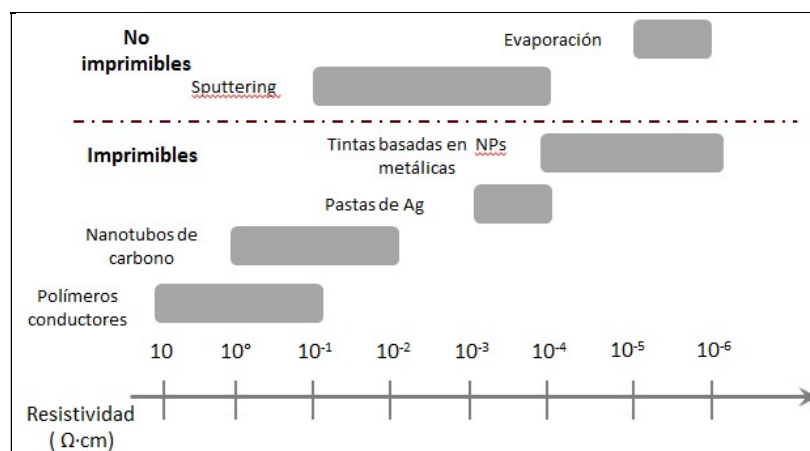 No
imprimibles
Evaporación
Sputtering
Imprimibles
Tintas basadas en NPs
metálicas
Pastas de Ag
Nanotubos de
carbono
Polímeros
conductores
10 10° 10⁻¹ 10⁻² 10⁻³ 10⁻⁴ 10⁻⁵ 10⁻⁶
Resistividad
( Ω·cm)